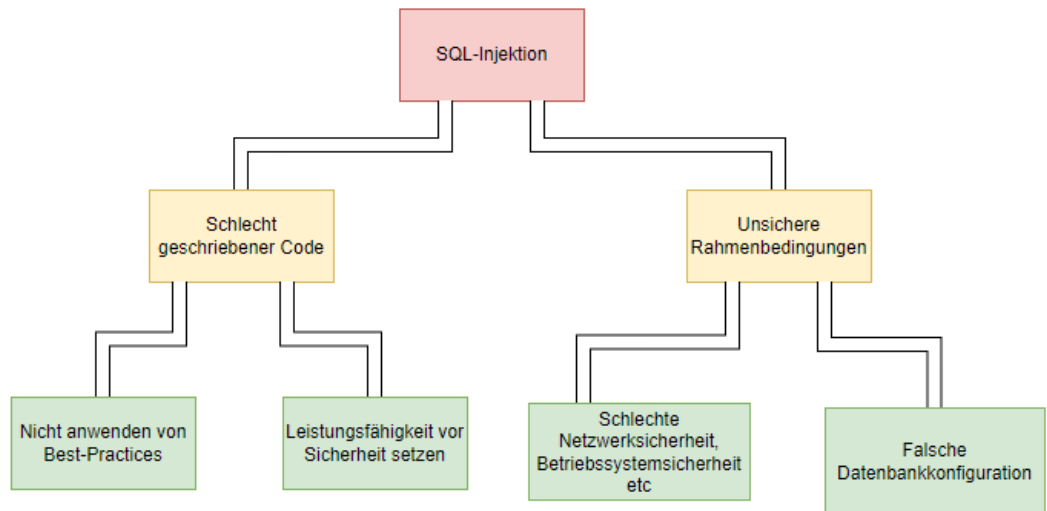 SQL-Injektion
Schlecht
geschriebener Code
Unsichere
Rahmenbedingungen
Nicht anwenden von
Best-Practices
Leistungsfähigkeit vor
Sicherheit setzen
Schlechte
Netzwerksicherheit,
Betriebssystemsicherheit
etc
Falsche
Datenbankkonfiguration